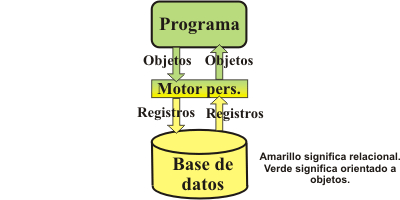 Programa
Objetos Objetos
Motor pers.
Registros Registros
Base de
datos
Amarillo significa relacional.
Verde significa orientado a
objetos.